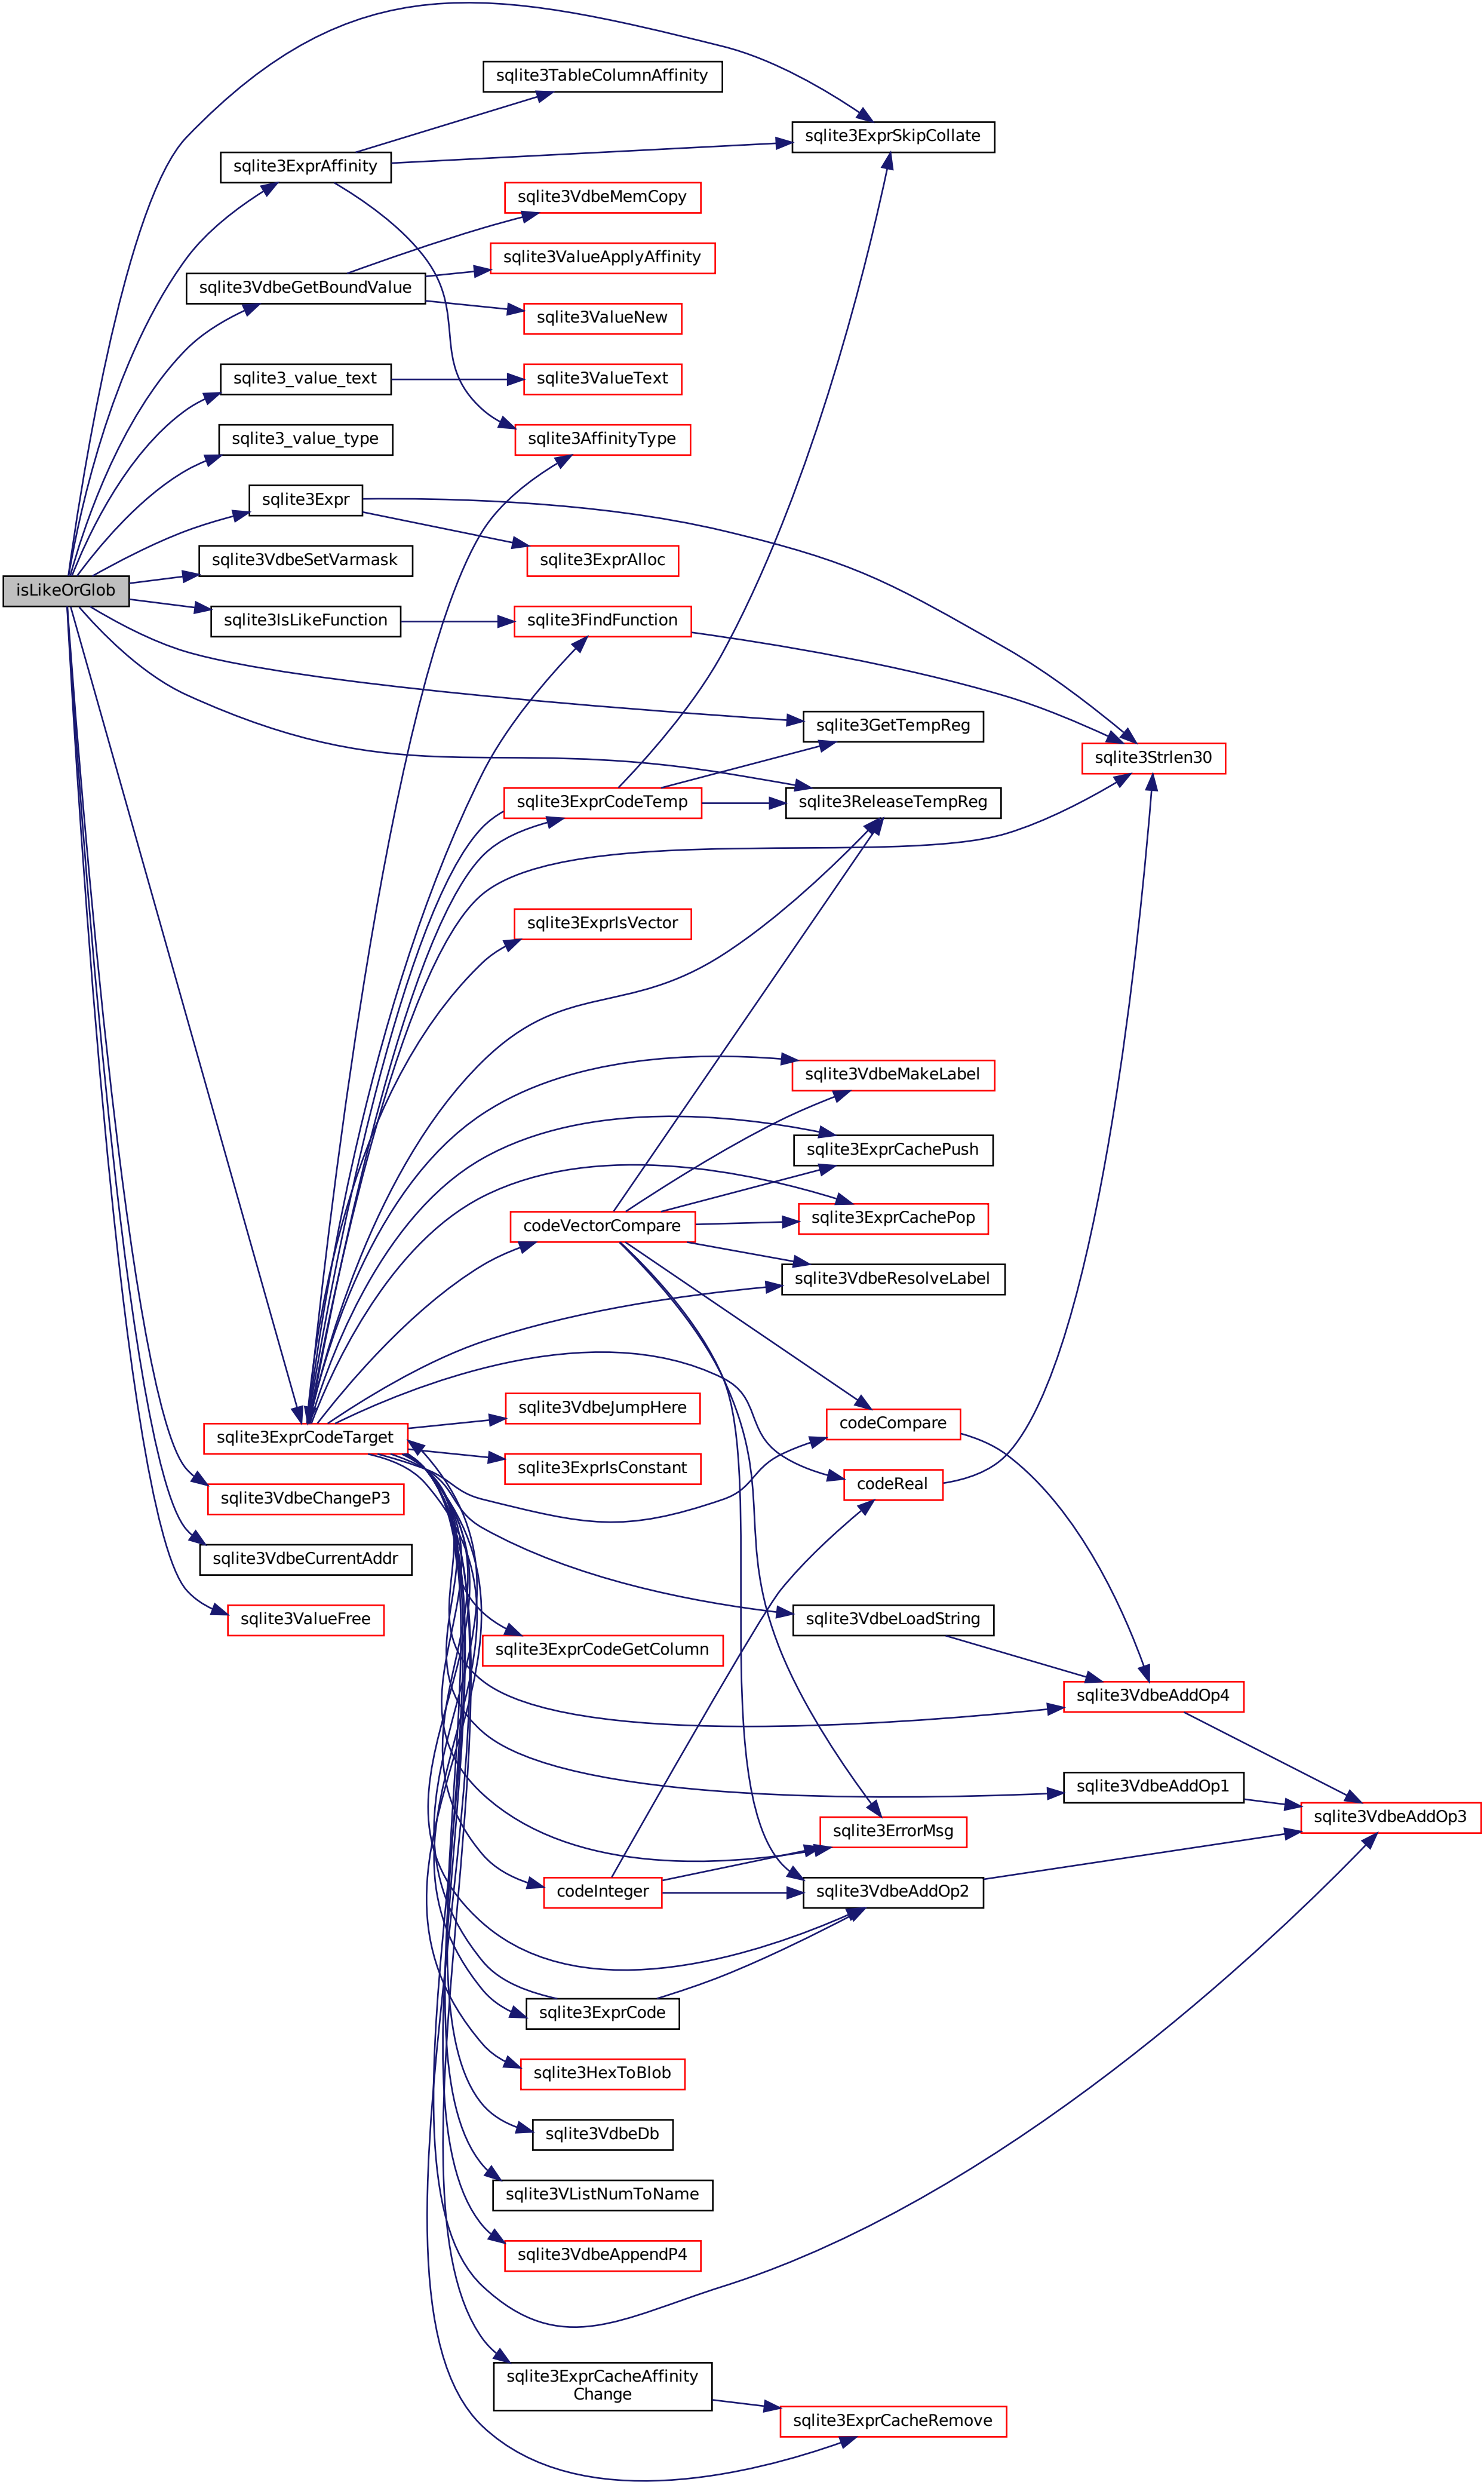 sqlite3TableColumnAffinity
sqlite3ExprSkipCollate
sqlite3ExprAffinity
sqlite3VdbeMemCopy
sqlite3ValueApplyAffinity
sqlite3VdbeGetBoundValue
sqlite3ValueNew
sqlite3_value_text
sqlite3ValueText
sqlite3_value_type
sqlite3AffinityType
sqlite3Expr
sqlite3VdbeSetVarmask
sqlite3ExprAlloc
isLikeOrGlob
sqlite3IsLikeFunction
sqlite3FindFunction
sqlite3GetTempReg
sqlite3Strlen30
sqlite3ExprCodeTemp
sqlite3ReleaseTempReg
sqlite3ExprIsVector
sqlite3VdbeMakeLabel
sqlite3ExprCachePush
codeVectorCompare
sqlite3ExprCachePop
sqlite3VdbeResolveLabel
sqlite3VdbeJumpHere
codeCompare
sqlite3ExprCodeTarget
sqlite3ExprIsConstant
codeReal
sqlite3VdbeChangeP3
sqlite3VdbeCurrentAddr
sqlite3ValueFree
sqlite3VdbeLoadString
sqlite3ExprCodeGetColumn
sqlite3VdbeAddOp4
sqlite3VdbeAddOp1
sqlite3VdbeAddOp3
sqlite3ErrorMsg
codeInteger
sqlite3VdbeAddOp2
sqlite3ExprCode
sqlite3HexToBlob
sqlite3VdbeDb
sqlite3VListNumToName
sqlite3VdbeAppendP4
sqlite3ExprCacheAffinity
Change
sqlite3ExprCacheRemove